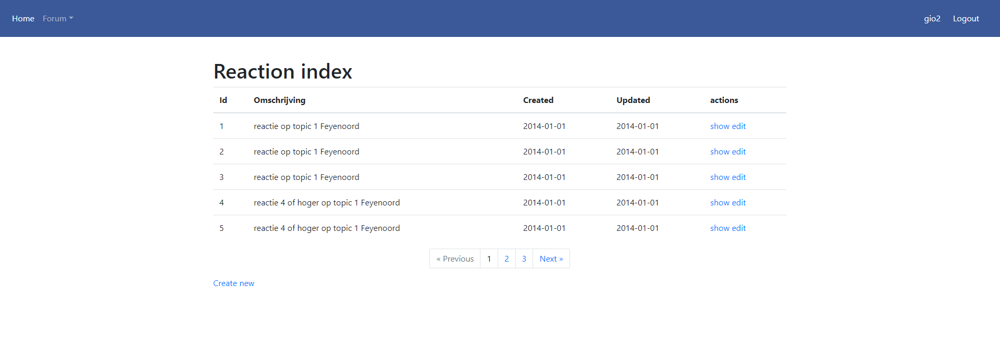 Home Forum gio2 Logout
Reaction index
Id Omschrijving Created Updated actions
1 reactie op topic 1 Feyenoord 2014-01-01 2014-01-01 show edit
2 reactie op topic 1 Feyenoord 2014-01-01 2014-01-01 show edit
3 reactie op topic 1 Feyenoord 2014-01-01 2014-01-01 show edit
4 reactie 4 of hoger op topic 1 Feyenoord 2014-01-01 2014-01-01 show edit
5 reactie 4 of hoger op topic 1 Feyenoord 2014-01-01 2014-01-01 show edit
« Previous 1 2 3 Next »
Create new